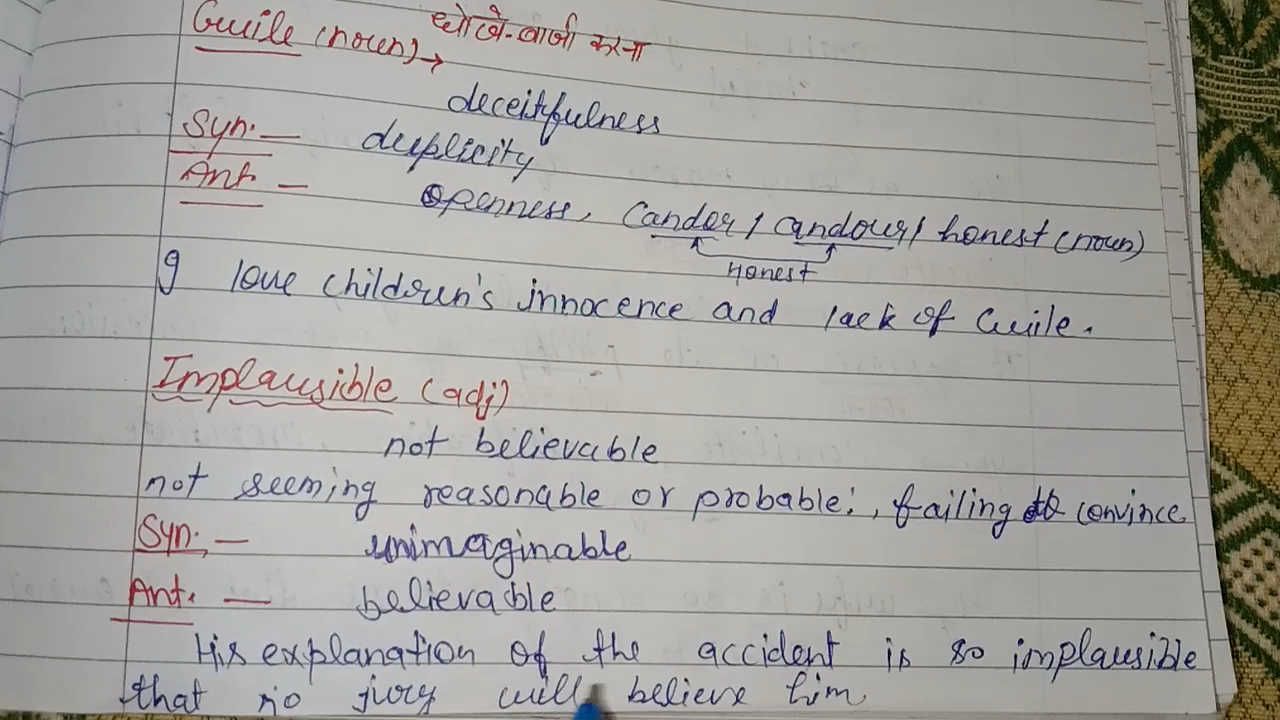 Guile (noun) → धोखे-बाजी करना
deceitfulness
Syn. — duplicity
Ant — Openness, Candor / candour / honest (noun)
Honest
I love children's innocence and lack of Guile.
Implausible (adj)
not believable
not seeming reasonable or probable; , failing to convince
Syn. — unimaginable
Ant. — believable
His explanation of the accident is so implausible
that no jury will believe him